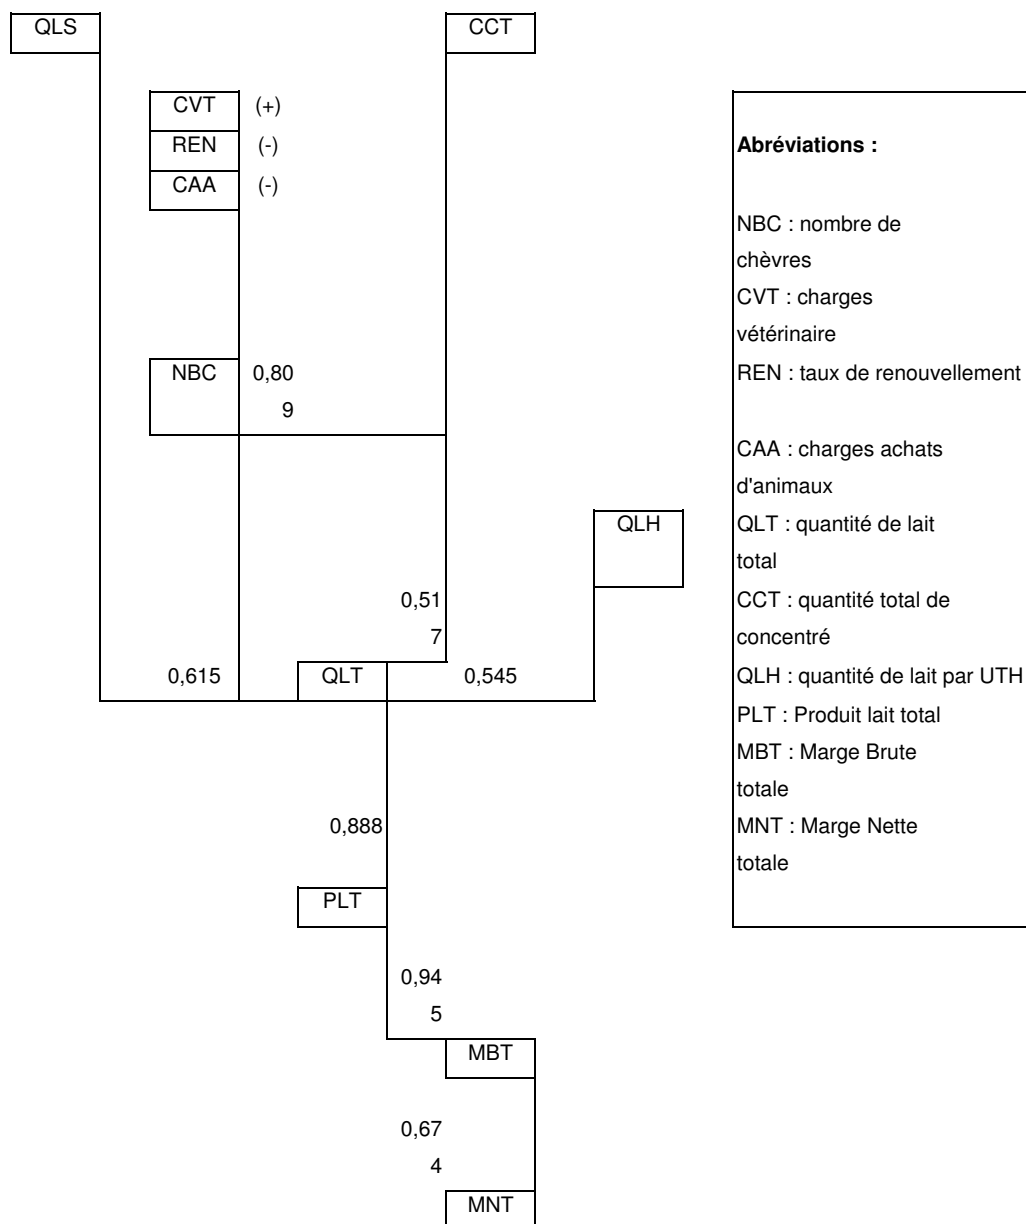 QLS
CCT
CVT (+)
REN (-)
CAA (-)
NBC 0,80
9
QLH
0,51
7
0,615 QLT 0,545
0,888
PLT
0,94
5
MBT
0,67
4
MNT
Abréviations :
NBC : nombre de
chèvres
CVT : charges
vétérinaire
REN : taux de renouvellement
CAA : charges achats
d'animaux
QLT : quantité de lait
total
CCT : quantité total de
concentré
QLH : quantité de lait par UTH
PLT : Produit lait total
MBT : Marge Brute
totale
MNT : Marge Nette
totale